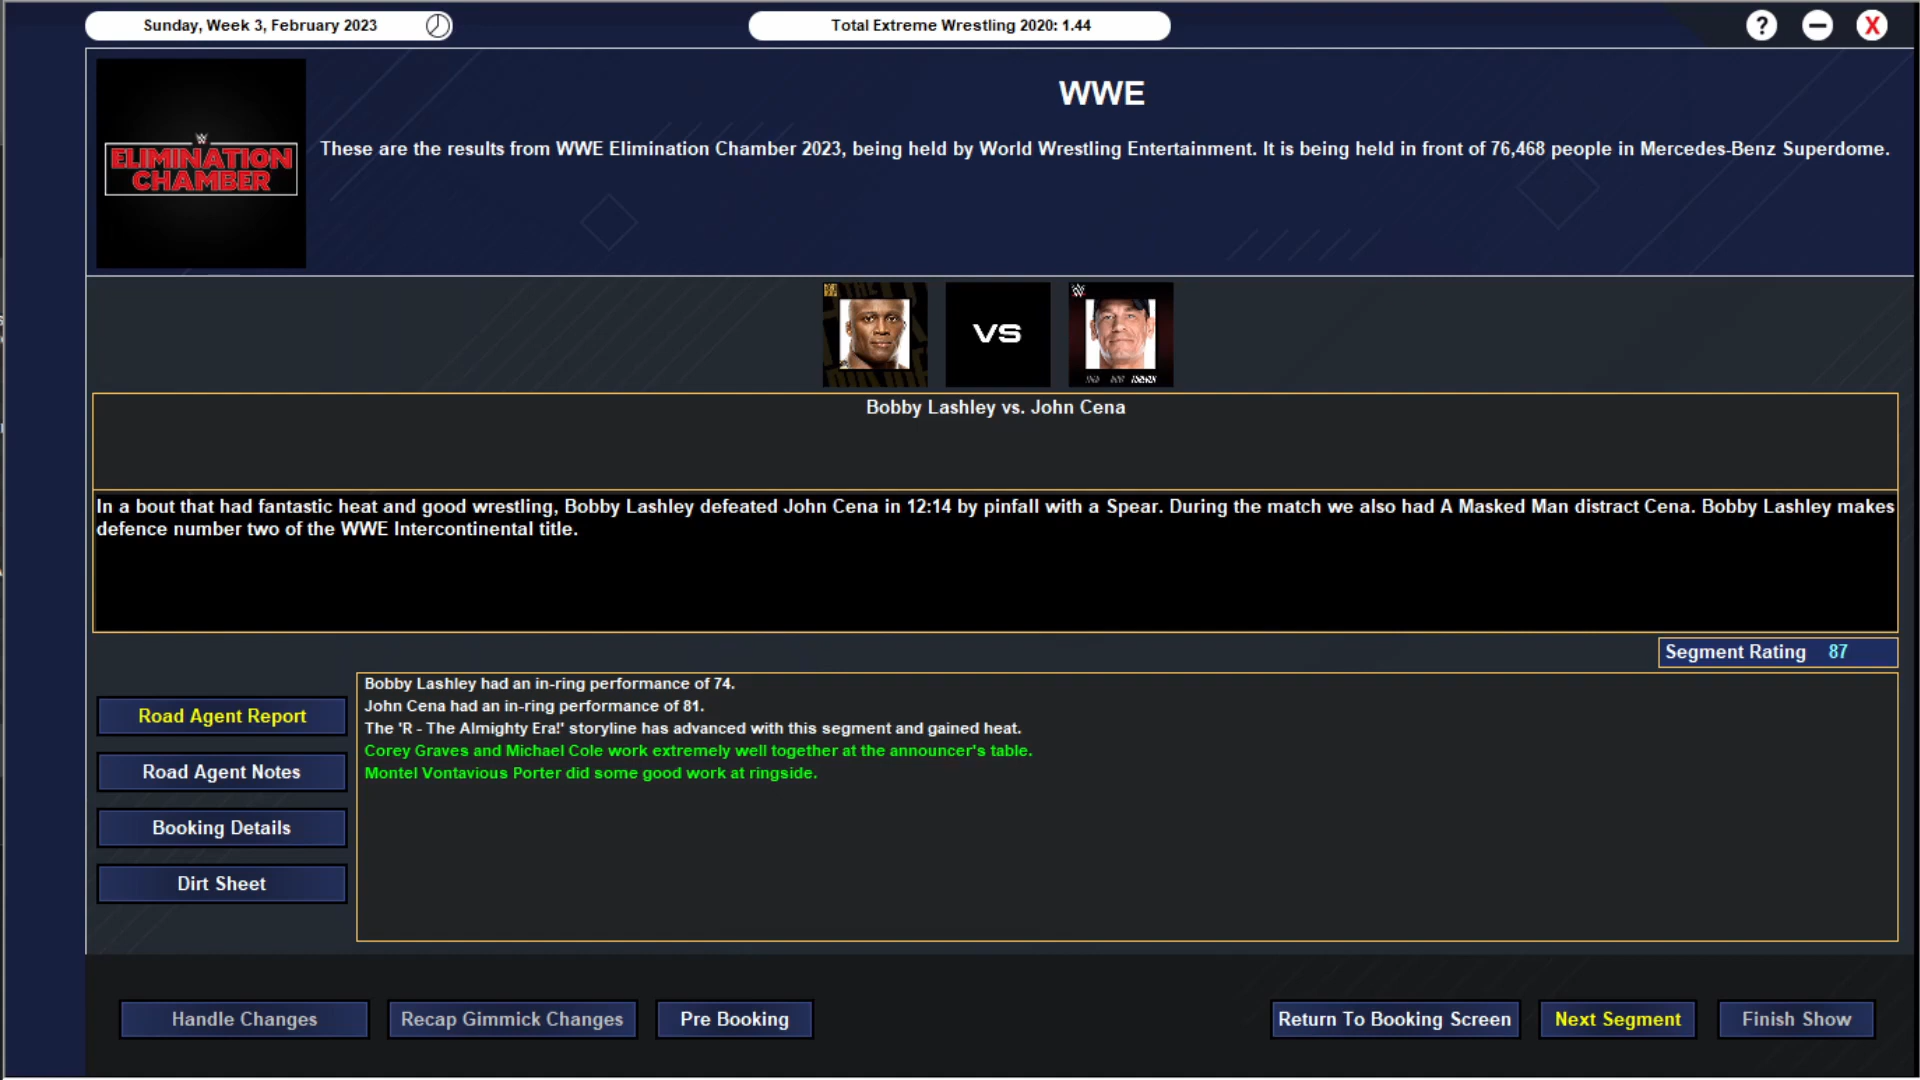 Sunday, Week 3, February 2023
Total Extreme Wrestling 2020: 1.44
?
X
WWE
W
ELIMINATION
CHAMBER
These are the results from WWE Elimination Chamber 2023, being held by World Wrestling Entertainment. It is being held in front of 76,468 people in Mercedes-Benz Superdome.
VS
Bobby Lashley vs. John Cena
In a bout that had fantastic heat and good wrestling, Bobby Lashley defeated John Cena in 12:14 by pinfall with a Spear. During the match we also had A Masked Man distract Cena. Bobby Lashley makes
defence number two of the WWE Intercontinental title.
Segment Rating 87
Road Agent Report
Road Agent Notes
Booking Details
Dirt Sheet
Bobby Lashley had an in-ring performance of 74.
John Cena had an in-ring performance of 81.
The 'R - The Almighty Era!' storyline has advanced with this segment and gained heat.
Corey Graves and Michael Cole work extremely well together at the announcer's table.
Montel Vontavious Porter did some good work at ringside.
Handle Changes
Recap Gimmick Changes
Pre Booking
Return To Booking Screen
Next Segment
Finish Show